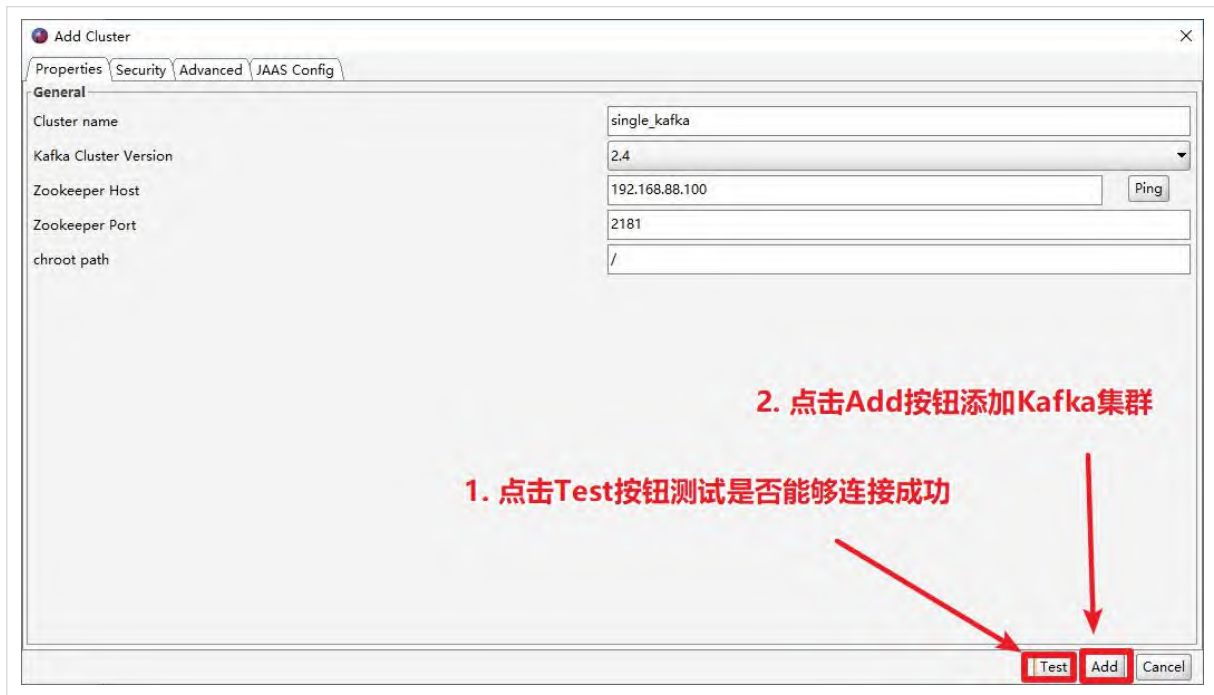 Add Cluster
Properties Security Advanced JAAS Config
General
Cluster name single_kafka
Kafka Cluster Version 2.4
Zookeeper Host 192.168.88.100 Ping
Zookeeper Port 2181
chroot path /
2. 点击Add按钮添加Kafka集群
1. 点击Test按钮测试是否能够连接成功
Test Add Cancel